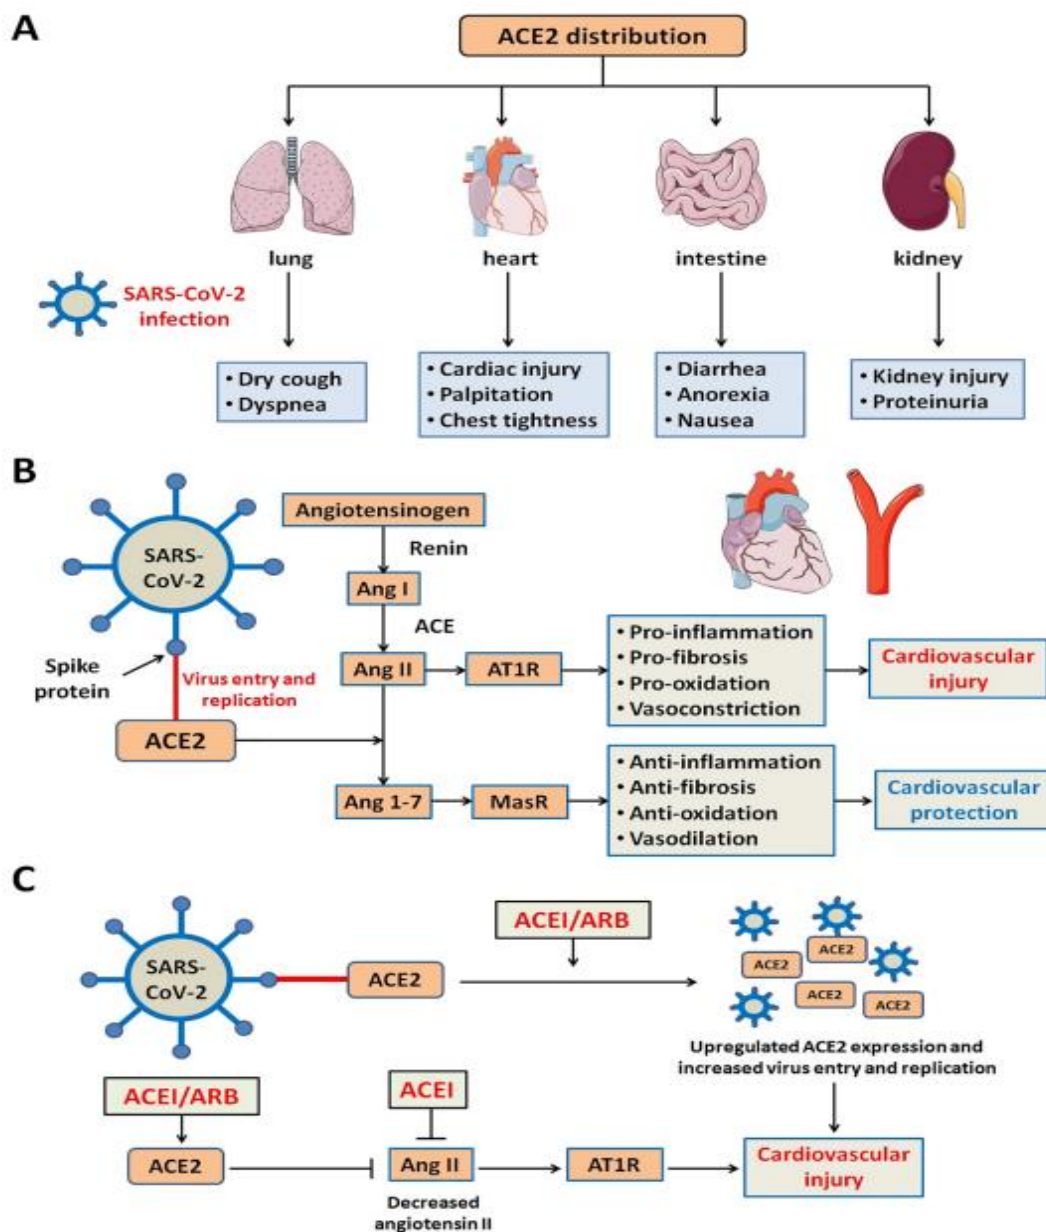 A
ACE2 distribution
lung
heart
intestine
kidney
SARS-CoV-2
infection
• Dry cough
• Dyspnea
• Cardiac injury
• Palpitation
• Chest tightness
• Diarrhea
• Anorexia
• Nausea
• Kidney injury
• Proteinuria
B
SARS-
CoV-2
Spike
protein
Virus entry and
replication
ACE2
Angiotensinogen
Renin
Ang I
ACE
Ang II
AT1R
• Pro-inflammation
• Pro-fibrosis
• Pro-oxidation
• Vasoconstriction
Cardiovascular
injury
Ang 1-7
MasR
• Anti-inflammation
• Anti-fibrosis
• Anti-oxidation
• Vasodilation
Cardiovascular
protection
C
SARS-
CoV-2
ACE2
ACEI/ARB
ACE2
ACE2
ACE2
ACE2
Upregulated ACE2 expression and
increased virus entry and replication
ACEI/ARB
ACE2
ACEI
Ang II
Decreased
angiotensin II
AT1R
Cardiovascular
injury